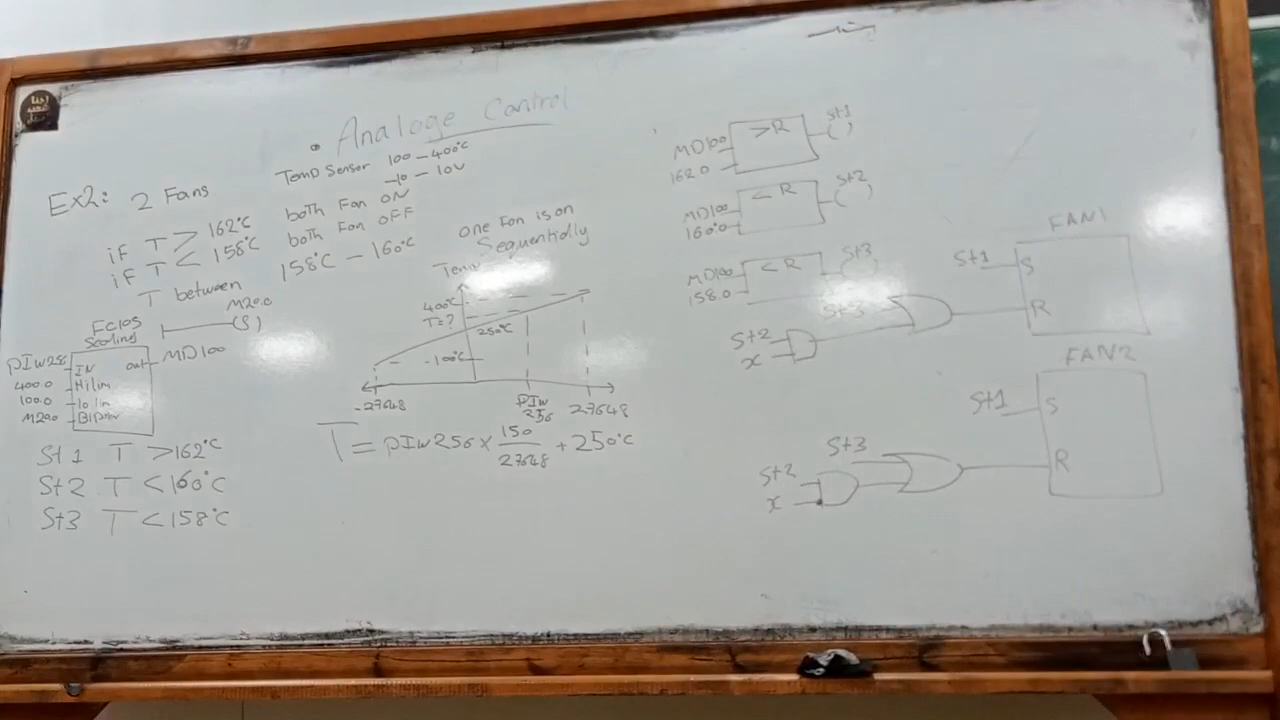 • Analoge Control
Ex2: 2 Fans
Temp Sensor 100 – 400°C
-10 – 10V
if T > 162°C both Fan ON
if T < 158°C both Fan OFF
T between 158°C – 160°C one Fan is on
Sequentially
M20.0
(S)
FC105
Scaling
PIW256 IN out MD100
400.0 Hi lim
100.0 lo lim
M20.0 Bipolar
Temp
400°C
T=?
250°C
-100°C
-27648 PIW 256 27648
T = PIW256 × 150/27648 + 250°C
St1 T > 162°C
St2 T < 160°C
St3 T < 158°C
MD100 >R St1
162.0 ( )
MD100 <R St2
160.0 ( )
MD100 <R St3
158.0 ( )
FAN1
St1 S
St3 R
St2
x
FAN2
St1 S
St3 R
St2
x